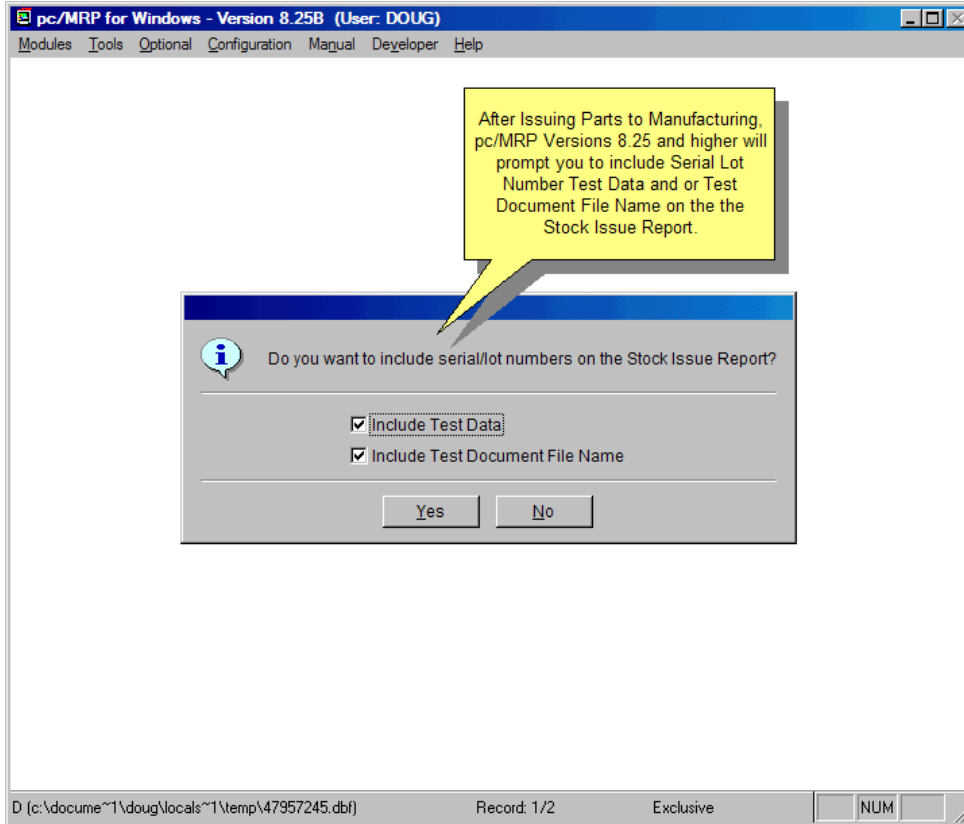 pc/MRP for Windows - Version 8.25B (User: DOUG)
Modules Tools Optional Configuration Manual Developer Help
After Issuing Parts to Manufacturing,
pc/MRP Versions 8.25 and higher will
prompt you to include Serial Lot
Number Test Data and or Test
Document File Name on the the
Stock Issue Report.
Do you want to include serial/lot numbers on the Stock Issue Report?
Include Test Data
Include Test Document File Name
Yes No
D (c:\docume~1\doug\locals~1\temp\47957245.dbf) Record: 1/2 Exclusive NUM